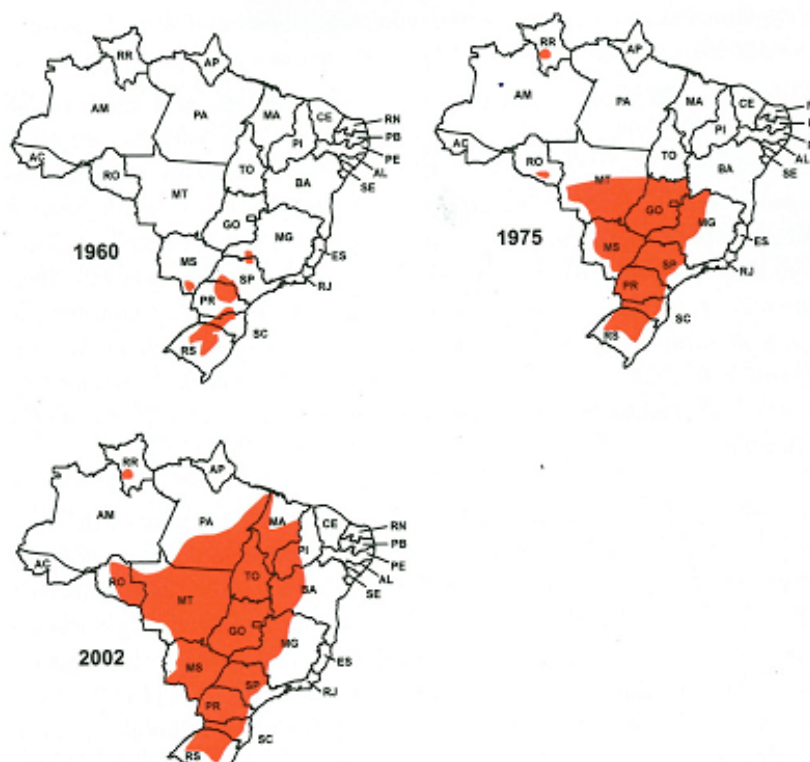 RR
AP
AM
PA
MA
CE
RN
PB
PE
AL
SE
PI
AC
RO
TO
BA
MT
GO
MG
1960
ES
MS
SP
RJ
PR
SC
RS
RR
AP
AM
PA
MA
CE
PI
AL
SE
AC
RO
TO
BA
MT
GO
MG
1975
ES
MS
SP
RJ
PR
SC
RS
RR
AP
AM
PA
MA
CE
RN
PB
PE
AL
SE
PI
AC
RO
TO
BA
MT
GO
MG
2002
ES
MS
SP
RJ
PR
SC
RS